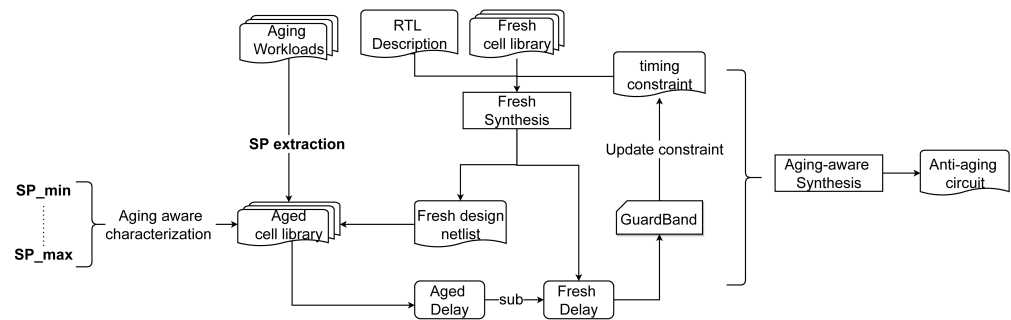 Aging
Workloads
RTL
Description
Fresh
cell library
timing
constraint
Fresh
Synthesis
SP extraction
Update constraint
Aging-aware
Synthesis
Anti-aging
circuit
SP_min
SP_max
Aging aware
characterization
Aged
cell library
Fresh design
netlist
GuardBand
Aged
Delay
sub
Fresh
Delay